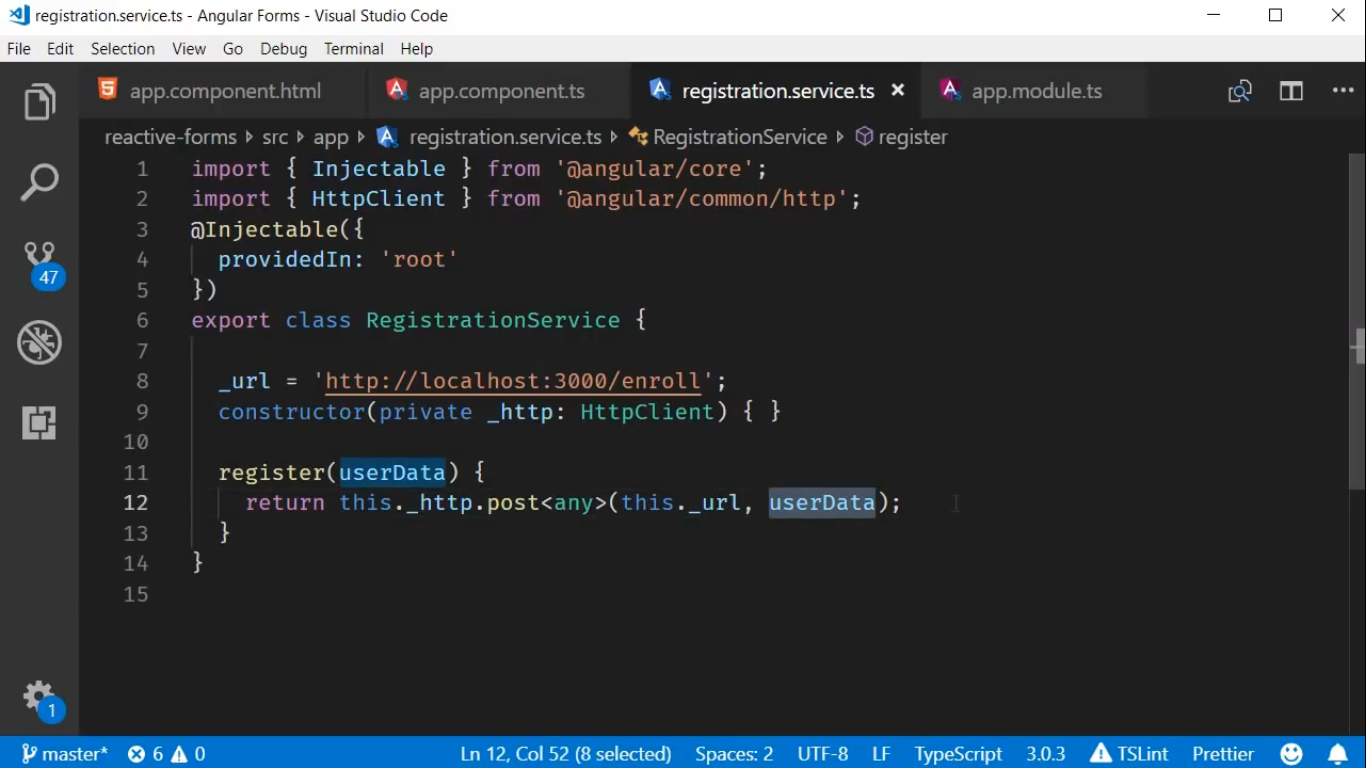 registration.service.ts - Angular Forms - Visual Studio Code
File Edit Selection View Go Debug Terminal Help
app.component.html app.component.ts registration.service.ts app.module.ts
reactive-forms src app registration.service.ts RegistrationService register
1 import { Injectable } from '@angular/core';
2 import { HttpClient } from '@angular/common/http';
3 @Injectable({
4 providedIn: 'root'
5 })
6 export class RegistrationService {
7
8 _url = 'http://localhost:3000/enroll';
9 constructor(private _http: HttpClient) { }
10
11 register(userData) {
12 return this._http.post<any>(this._url, userData);
13 }
14 }
15
47
1
master* 6 0 Ln 12, Col 52 (8 selected) Spaces: 2 UTF-8 LF TypeScript 3.0.3 TSLint Prettier